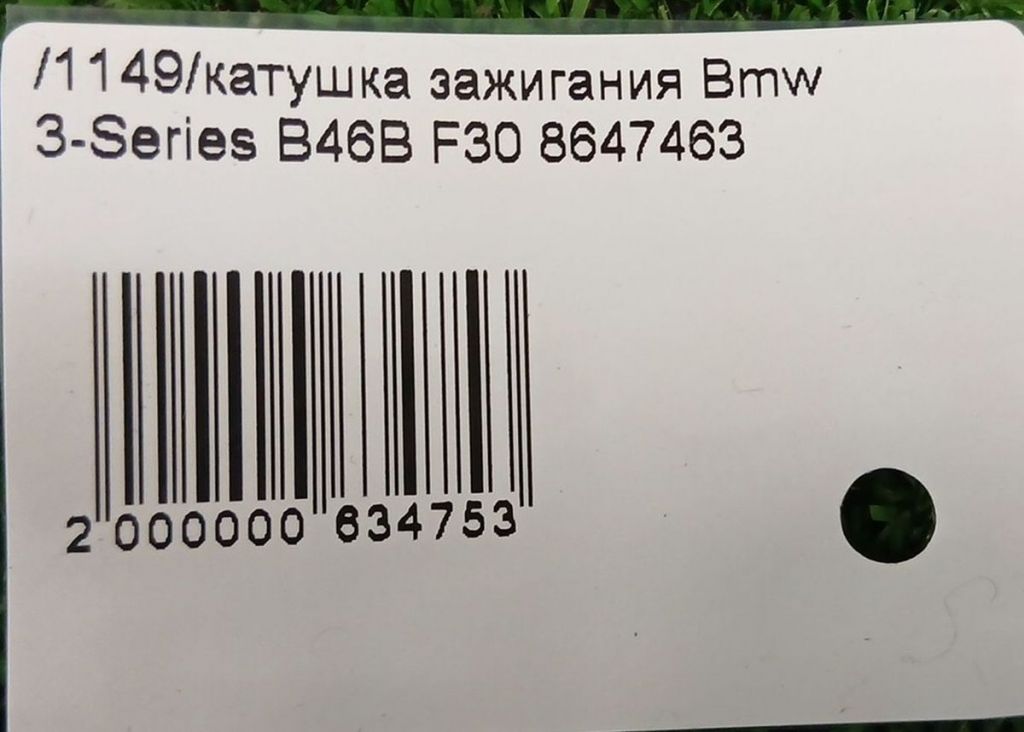 /1149/катушка зажигания Bmw
3-Series B46B F30 8647463
2 000000 634753